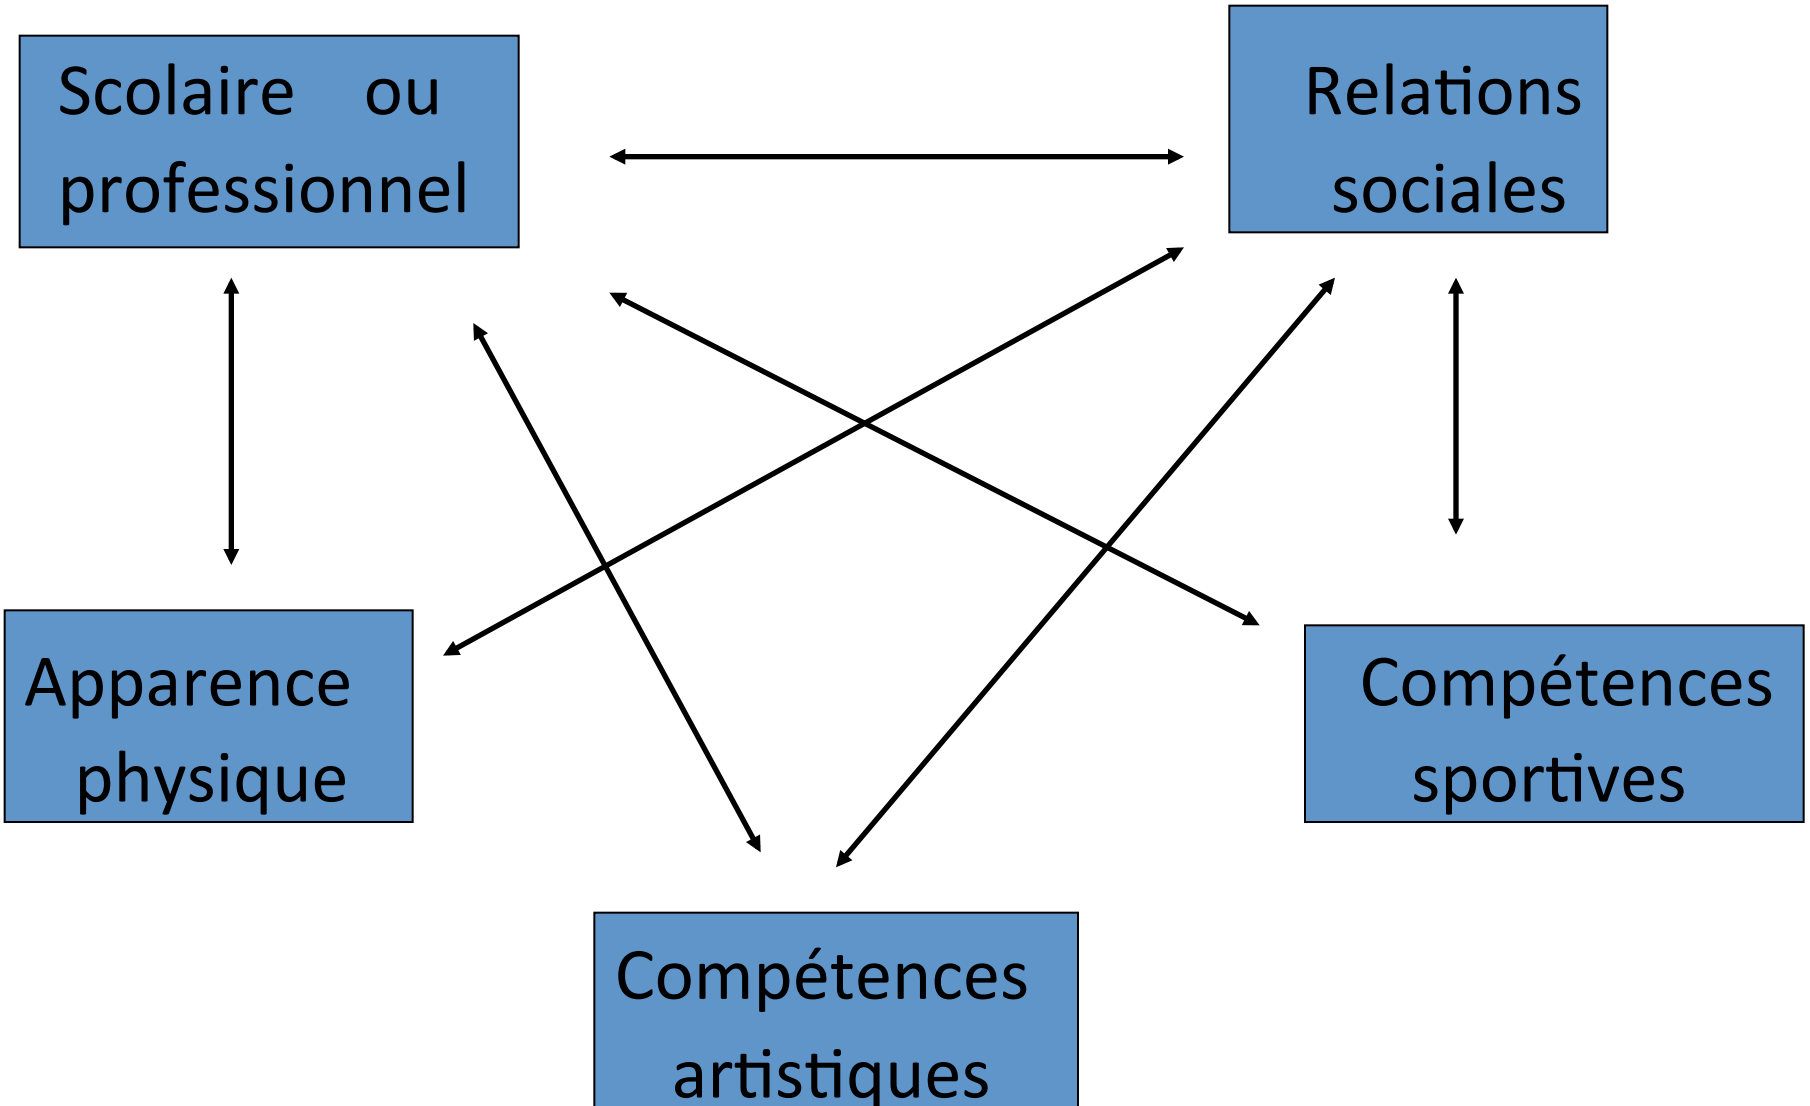 Scolaire ou
professionnel
Relations
sociales
Apparence
physique
Compétences
sportives
Compétences
artistiques